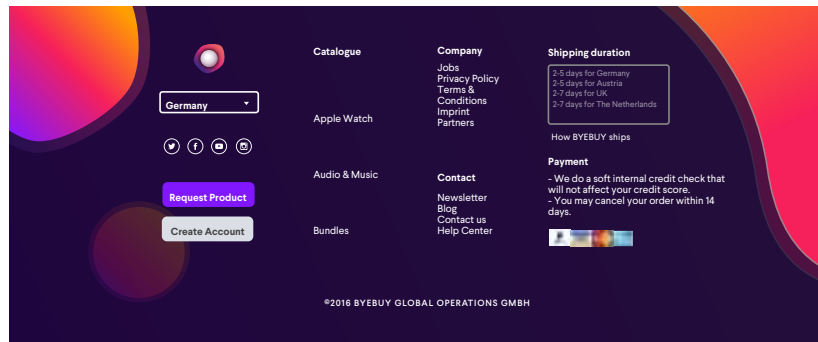 Germany
Request Product
Create Account
Catalogue
Apple Watch
Audio & Music
Bundles
Company
Jobs
Privacy Policy
Terms &
Conditions
Imprint
Partners
Contact
Newsletter
Blog
Contact us
Help Center
Shipping duration
2-5 days for Germany
2-5 days for Austria
2-7 days for UK
2-7 days for The Netherlands
How BYEBUY ships
Payment
- We do a soft internal credit check that
will not affect your credit score.
- You may cancel your order within 14
days.
©2016 BYEBUY GLOBAL OPERATIONS GMBH